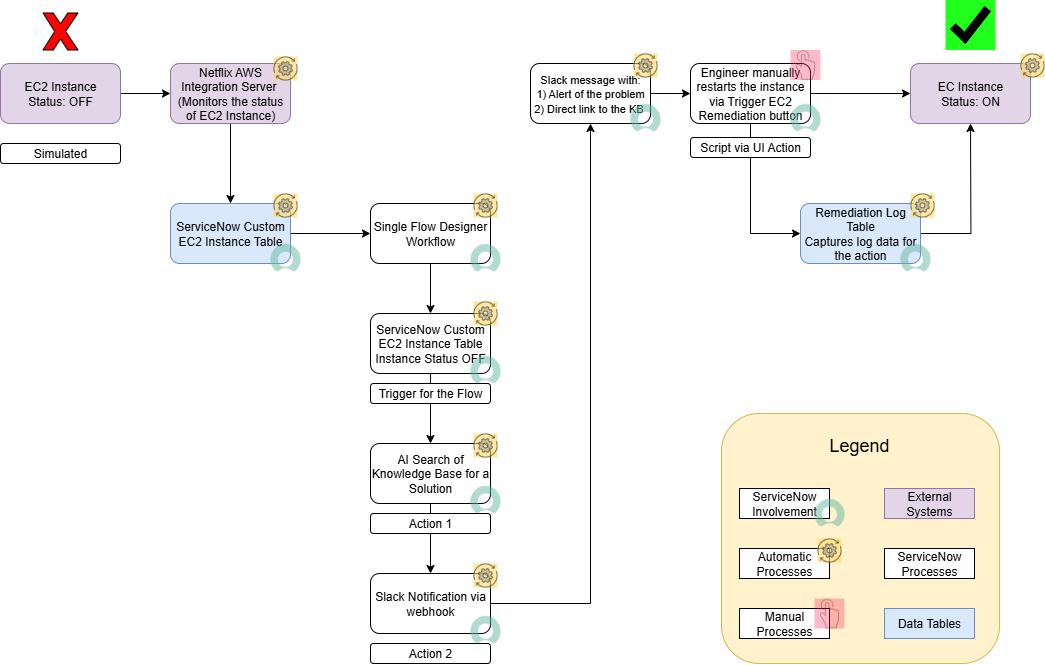 EC2 Instance
Status: OFF
Simulated
Netflix AWS
Integration Server
(Monitors the status
of EC2 Instance)
ServiceNow Custom
EC2 Instance Table
Single Flow Designer
Workflow
ServiceNow Custom
EC2 Instance Table
Instance Status OFF
Trigger for the Flow
AI Search of
Knowledge Base for a
Solution
Action 1
Slack Notification via
webhook
Action 2
Slack message with:
1) Alert of the problem
2) Direct link to the KB
Engineer manually
restarts the instance
via Trigger EC2
Remediation button
Script via UI Action
Remediation Log
Table
Captures log data for
the action
EC Instance
Status: ON
Legend
ServiceNow
Involvement
External
Systems
Automatic
Processes
ServiceNow
Processes
Manual
Processes
Data Tables